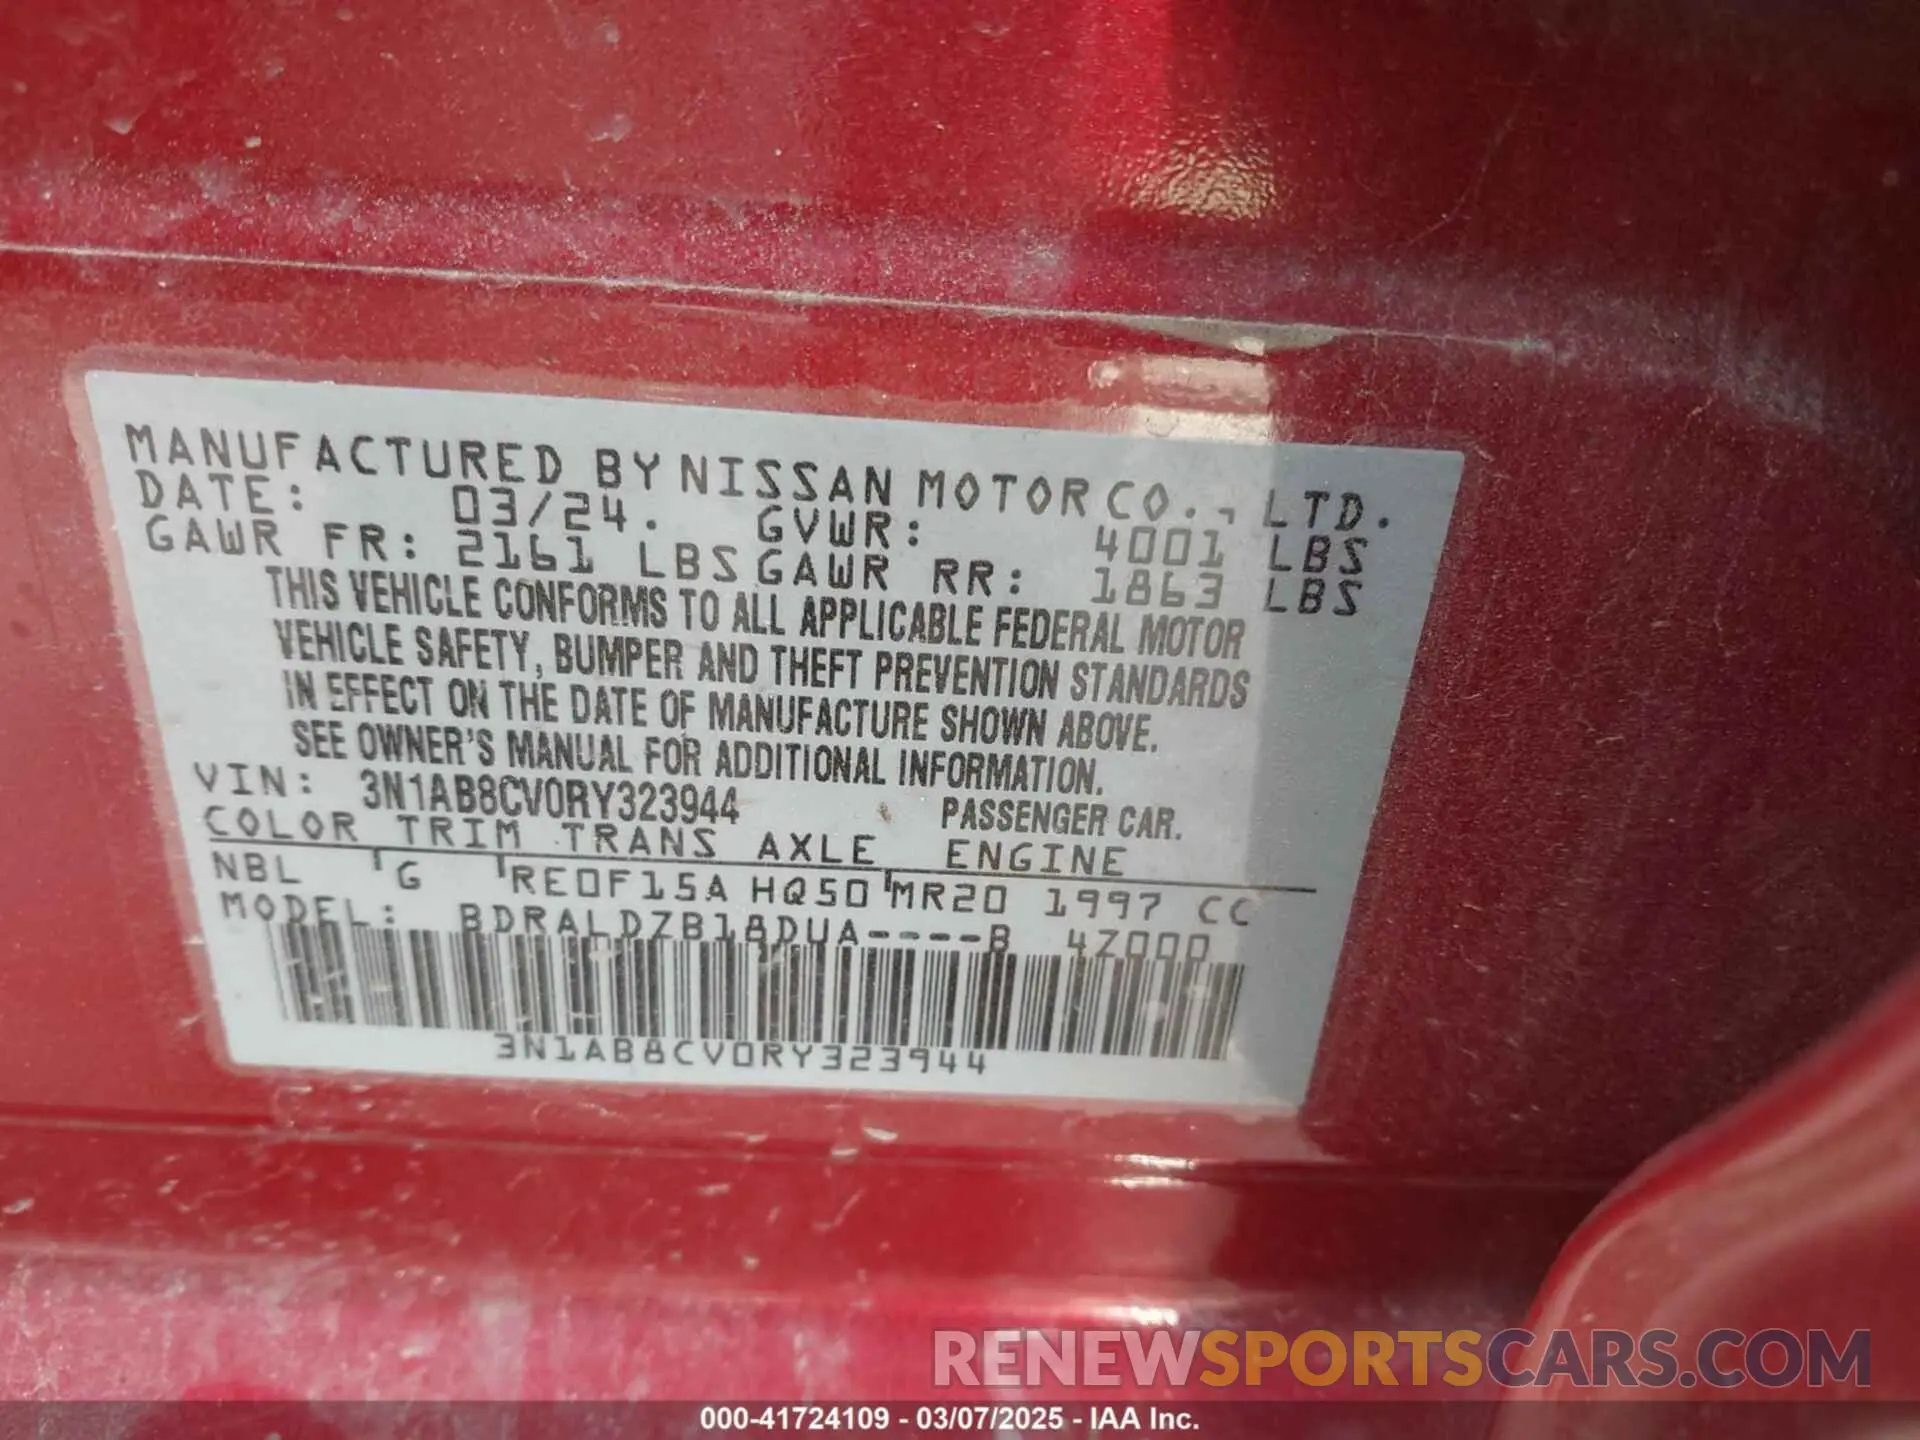 MANUFACTURED BY NISSAN MOTOR CO., LTD.
DATE: 03/24. GVWR: 4001 LBS
GAWR FR: 2161 LBS GAWR RR: 1863 LBS
THIS VEHICLE CONFORMS TO ALL APPLICABLE FEDERAL MOTOR
VEHICLE SAFETY, BUMPER AND THEFT PREVENTION STANDARDS
IN EFFECT ON THE DATE OF MANUFACTURE SHOWN ABOVE.
SEE OWNER'S MANUAL FOR ADDITIONAL INFORMATION.
VIN: 3N1AB8CV0RY323944 PASSENGER CAR.
COLOR TRIM TRANS AXLE ENGINE
NBL G RE0F15A HQ50 MR20 1997 CC
MODEL: BDRALDZB18DUA----B 4Z000
3N1AB8CV0RY323944
RENEWSPORTSCARS.COM
000-41724109 - 03/07/2025 - IAA Inc.